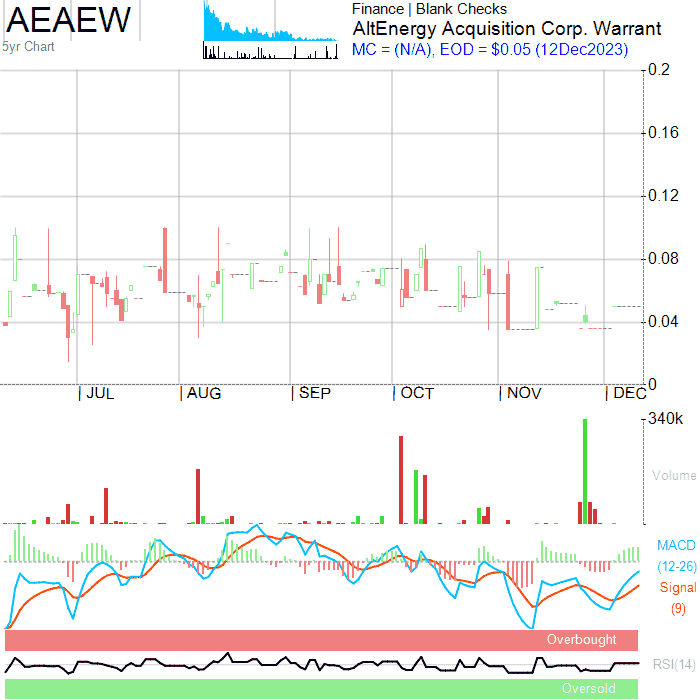 AEAEW
5yr Chart
Finance | Blank Checks
AltEnergy Acquisition Corp. Warrant
MC = (N/A), EOD = $0.05 (12Dec2023)
0.2
0.16
0.12
0.08
0.04
0
JUL AUG SEP OCT NOV DEC
340k
Volume
MACD
(12-26)
Signal
(9)
Overbought
RSI(14)
Oversold